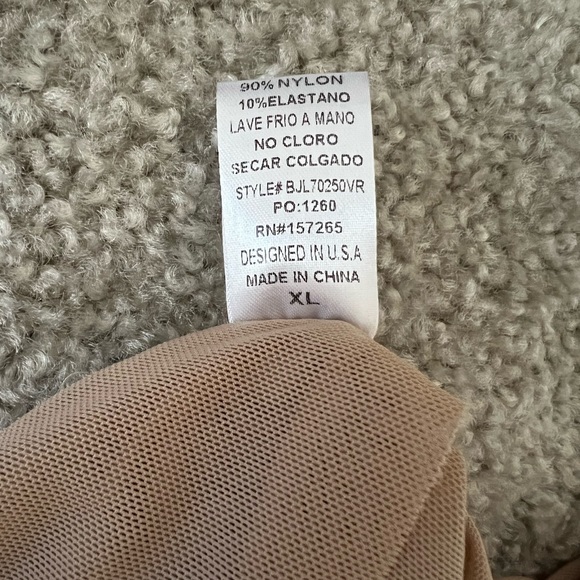 90% NYLON
10%ELASTANO
LAVE FRIO A MANO
NO CLORO
SECAR COLGADO
STYLE# BJL70250VR
PO:1260
RN#157265
DESIGNED IN U.S.A
MADE IN CHINA
XL